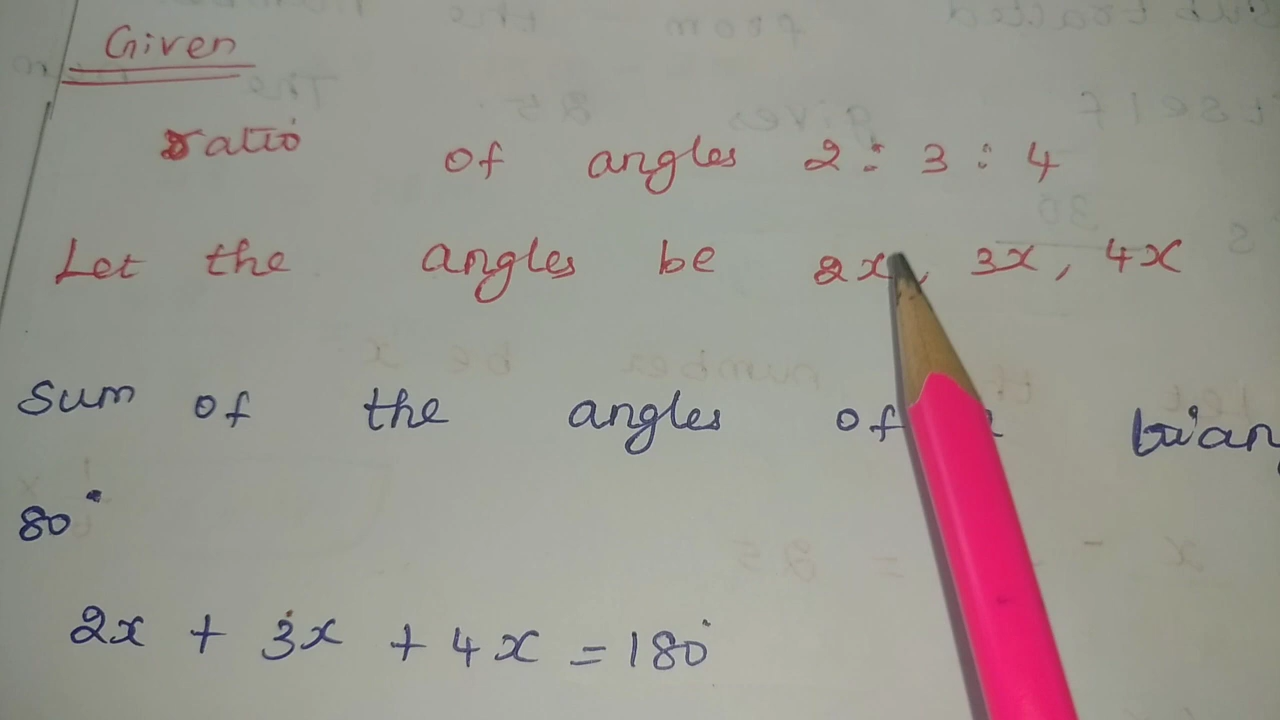 Given
ratio of angles 2 : 3 : 4
Let the angles be 2x, 3x, 4x
Sum of the angles of
80°
2x + 3x + 4x = 180°